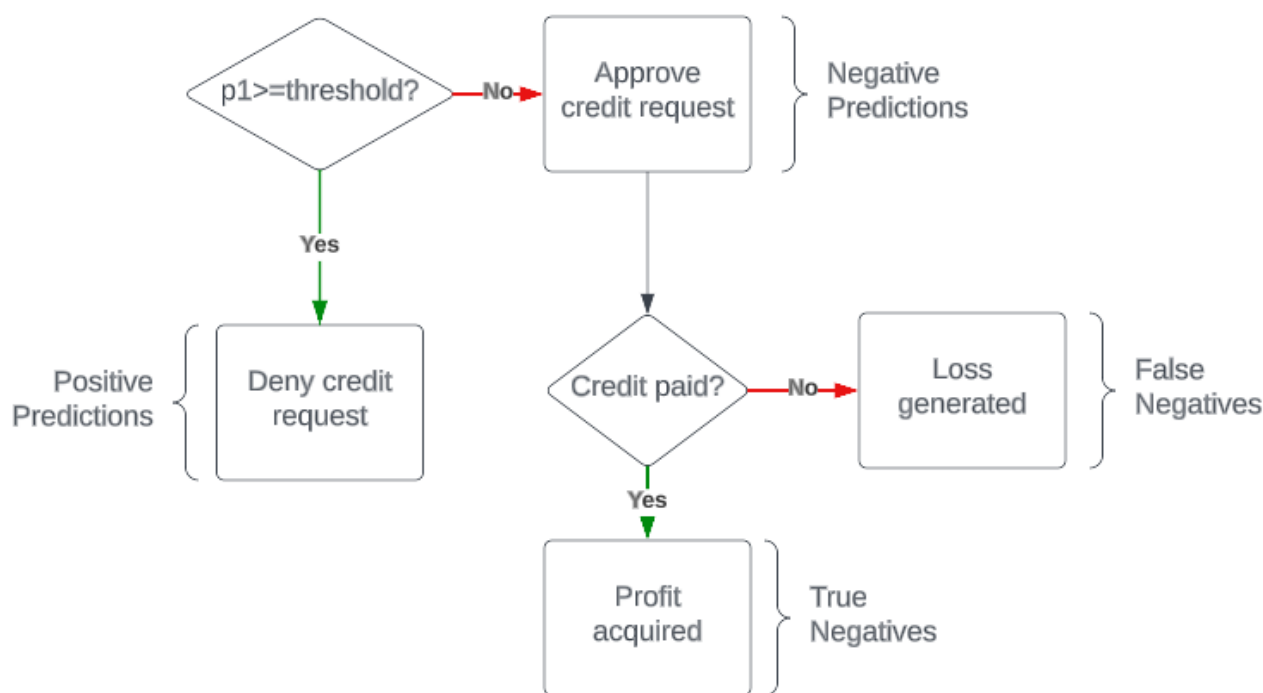 p1>=threshold?
No
Approve
credit request
Negative
Predictions
Yes
Positive
Predictions
Deny credit
request
Credit paid?
No
Loss
generated
False
Negatives
Yes
Profit
acquired
True
Negatives